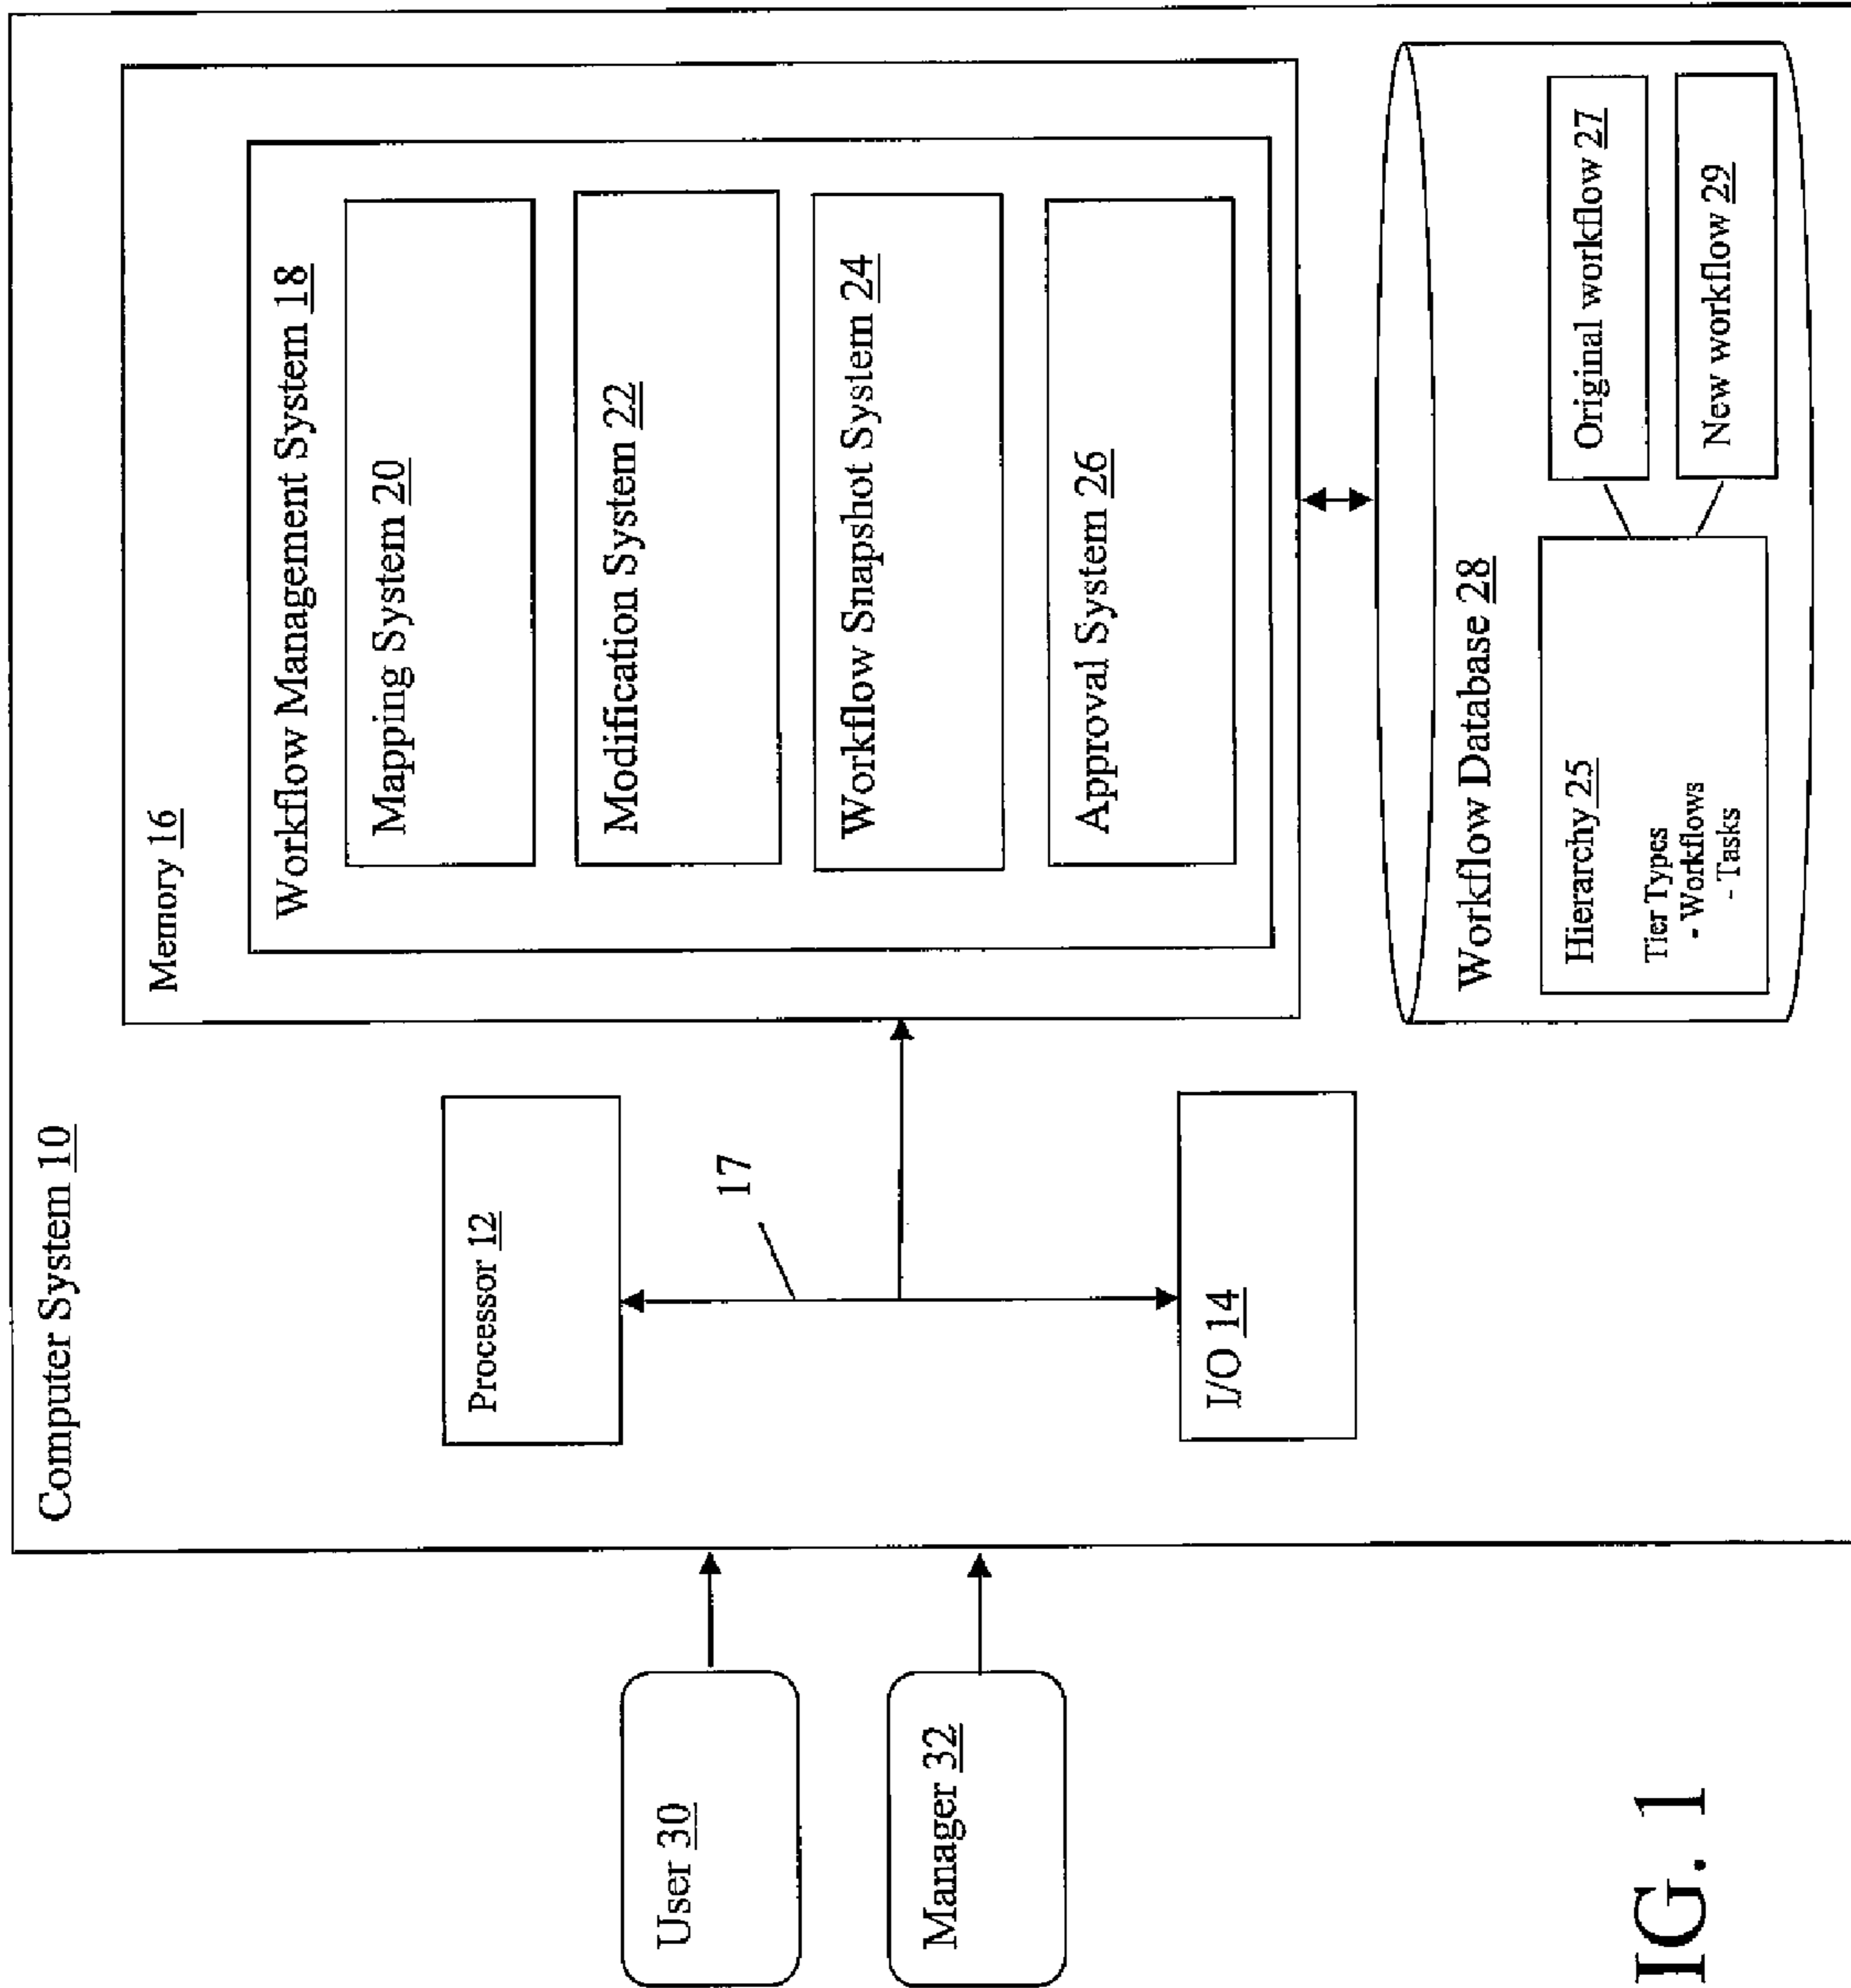 Computer System 10
Memory 16
Workflow Management System 18
Mapping System 20
Modification System 22
Workflow Snapshot System 24
Approval System 26
Processor 12
17
I/O 14
User 30
Manager 32
Workflow Database 28
Hierarchy 25
Tier Types
- Workflows
- Tasks
Original workflow 27
New workflow 29
IG. 1